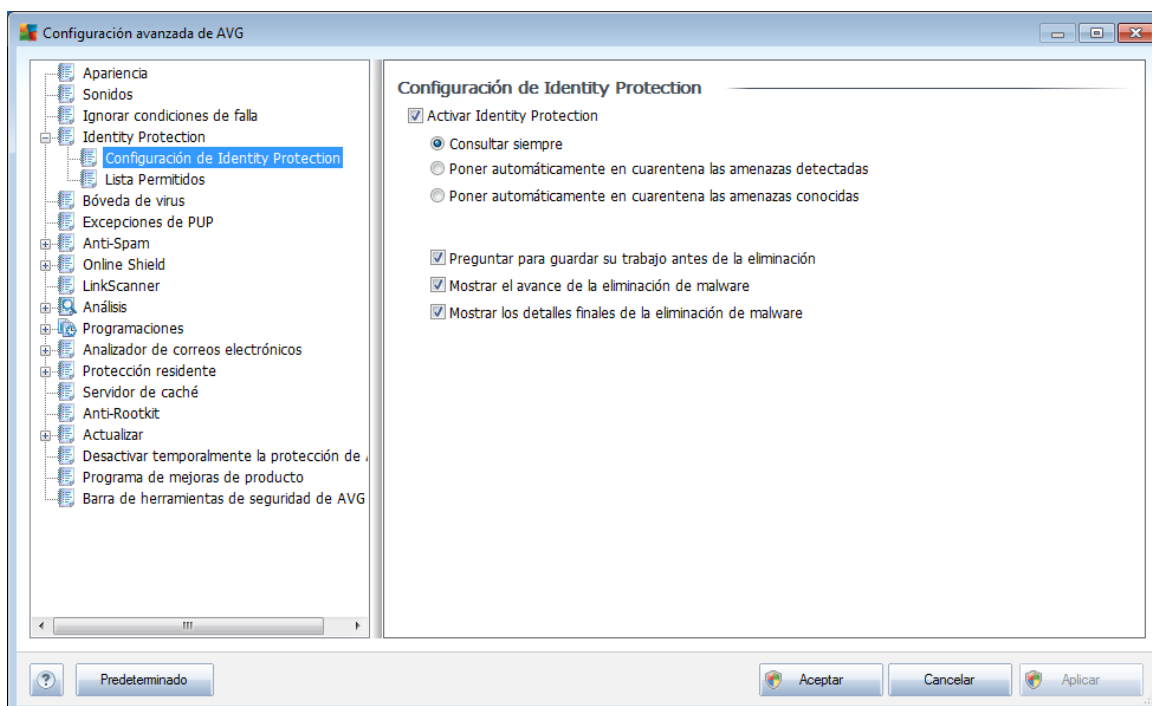 Configuración avanzada de AVG
Apariencia
Sonidos
Ignorar condiciones de falla
Identity Protection
Configuración de Identity Protection
Lista Permitidos
Bóveda de virus
Excepciones de PUP
Anti-Spam
Online Shield
LinkScanner
Análisis
Programaciones
Analizador de correos electrónicos
Protección residente
Servidor de caché
Anti-Rootkit
Actualizar
Desactivar temporalmente la protección de
Programa de mejoras de producto
Barra de herramientas de seguridad de AVG
Configuración de Identity Protection
Activar Identity Protection
Consultar siempre
Poner automáticamente en cuarentena las amenazas detectadas
Poner automáticamente en cuarentena las amenazas conocidas
Preguntar para guardar su trabajo antes de la eliminación
Mostrar el avance de la eliminación de malware
Mostrar los detalles finales de la eliminación de malware
?
Predeterminado
Aceptar
Cancelar
Aplicar